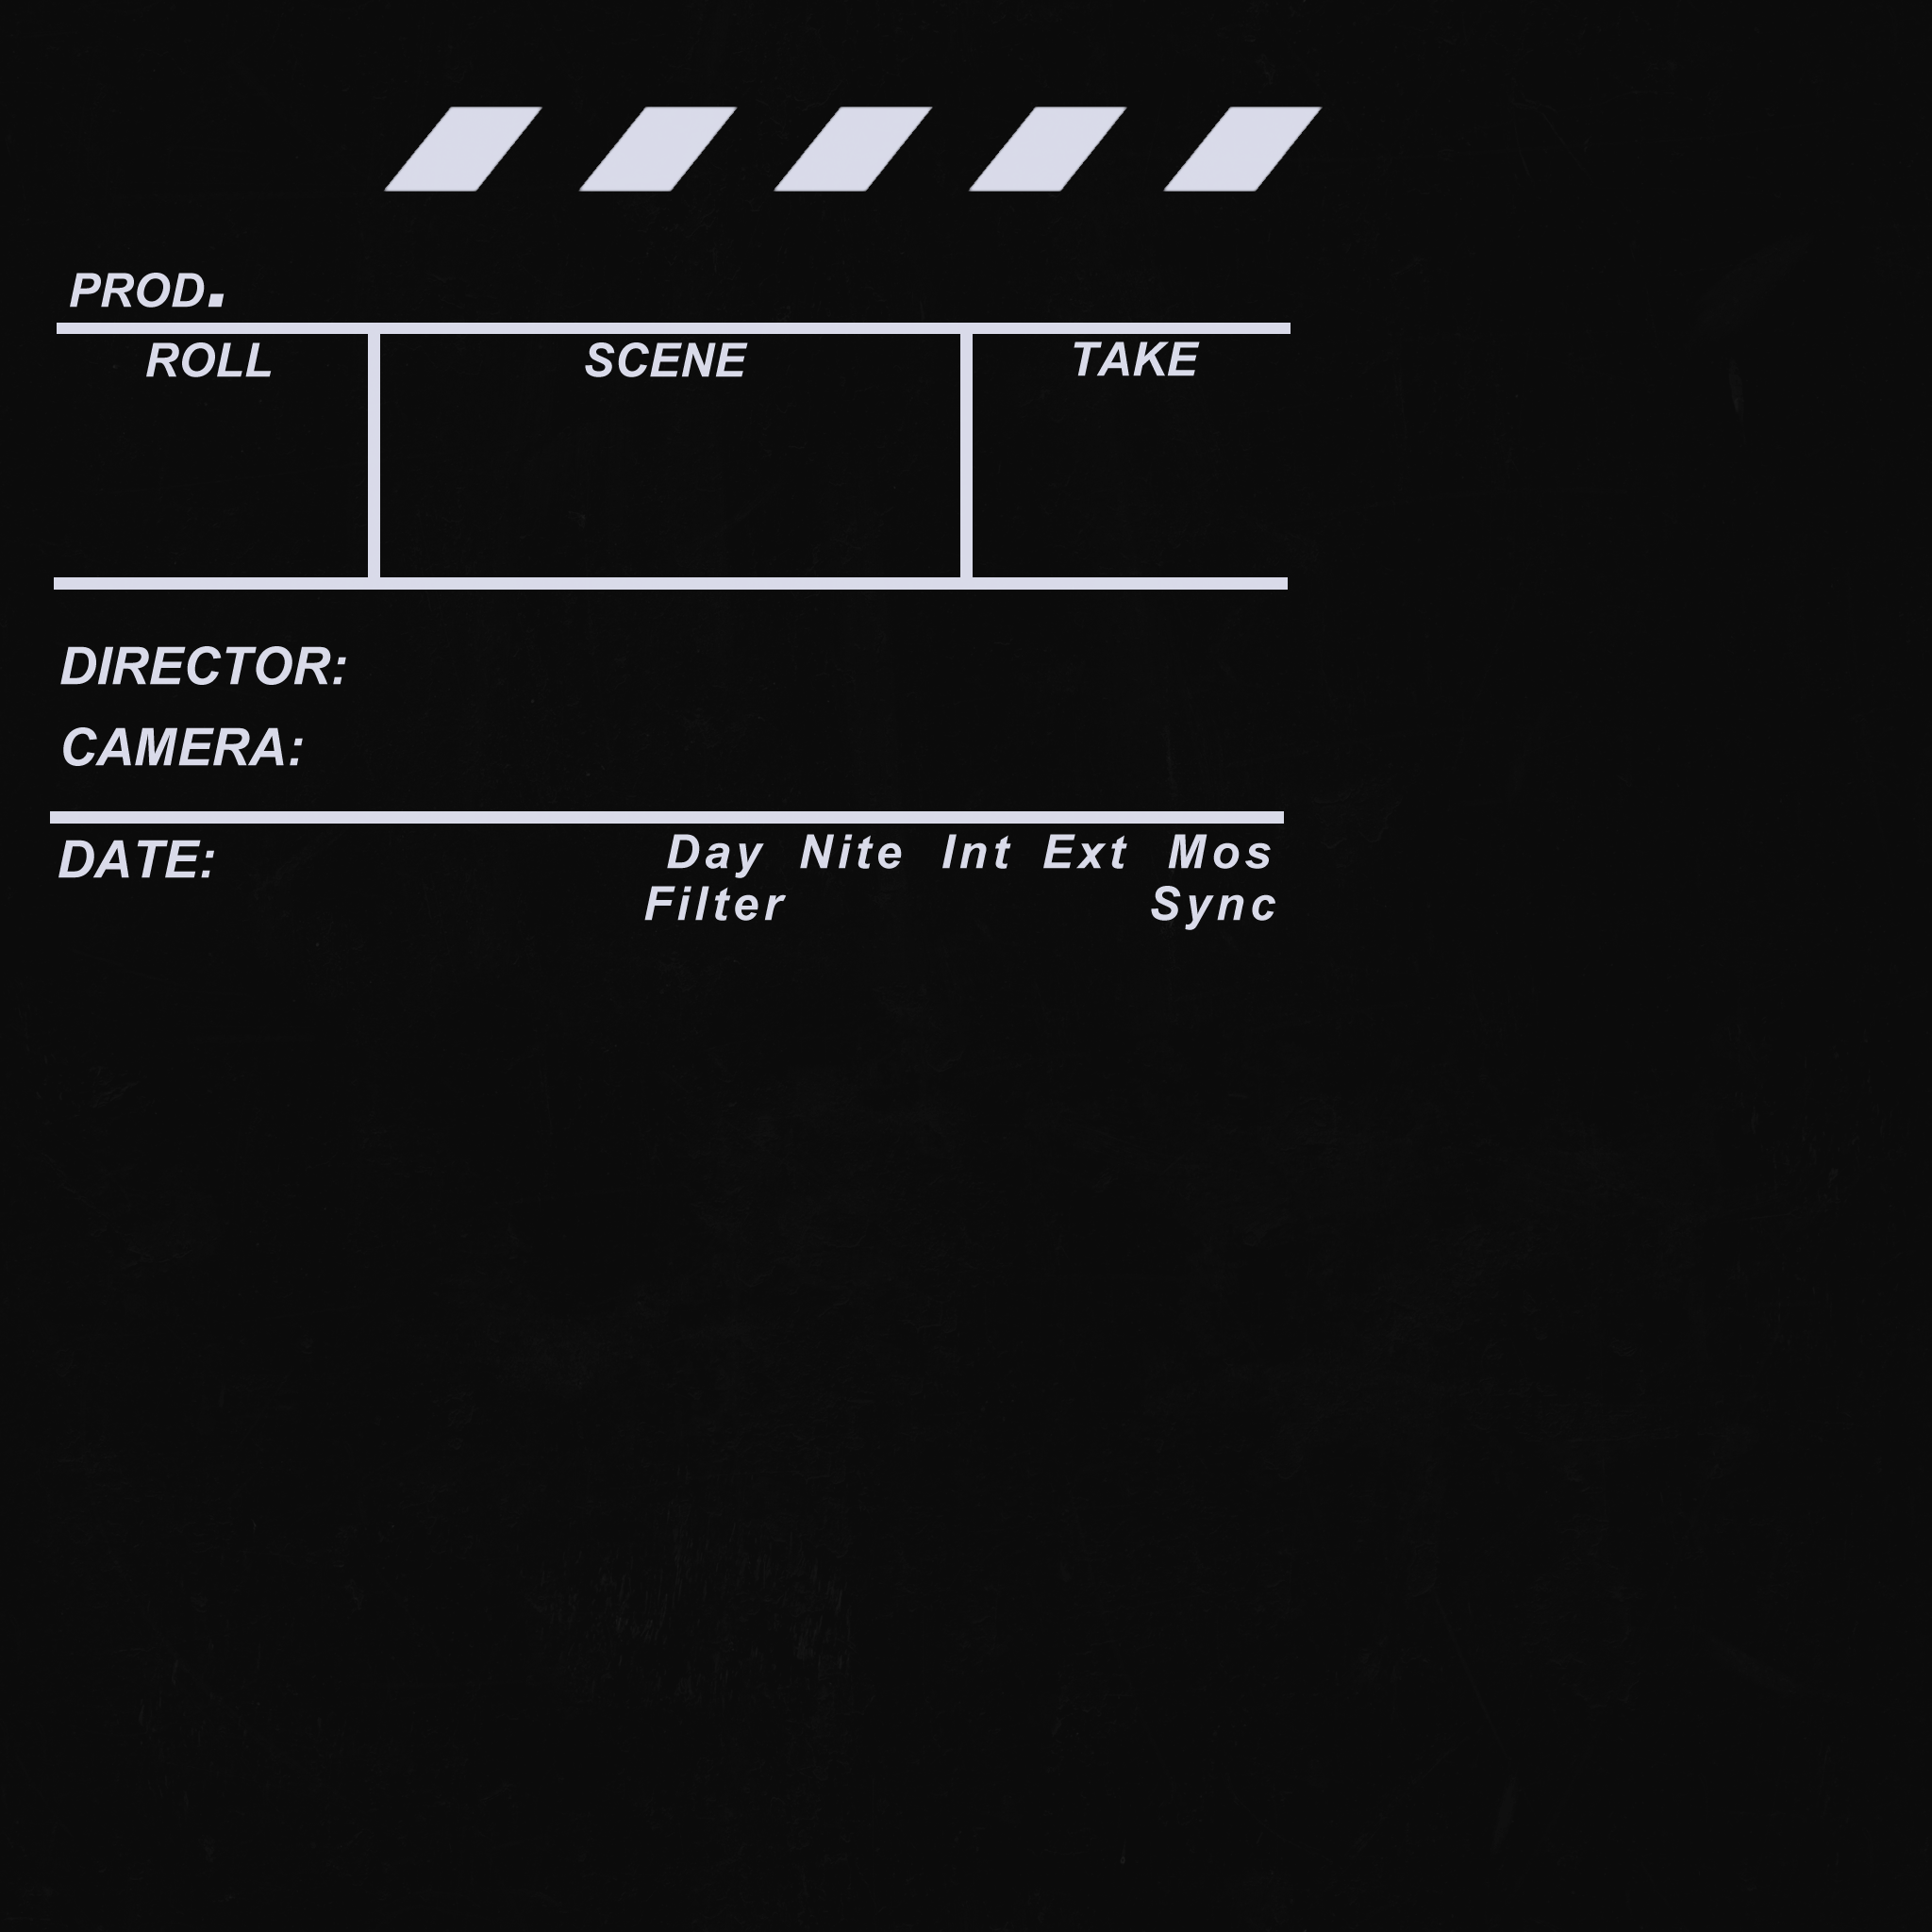 PROD.
ROLL SCENE TAKE
DIRECTOR:
CAMERA:
DATE: Day Nite Int Ext Mos
Filter Sync